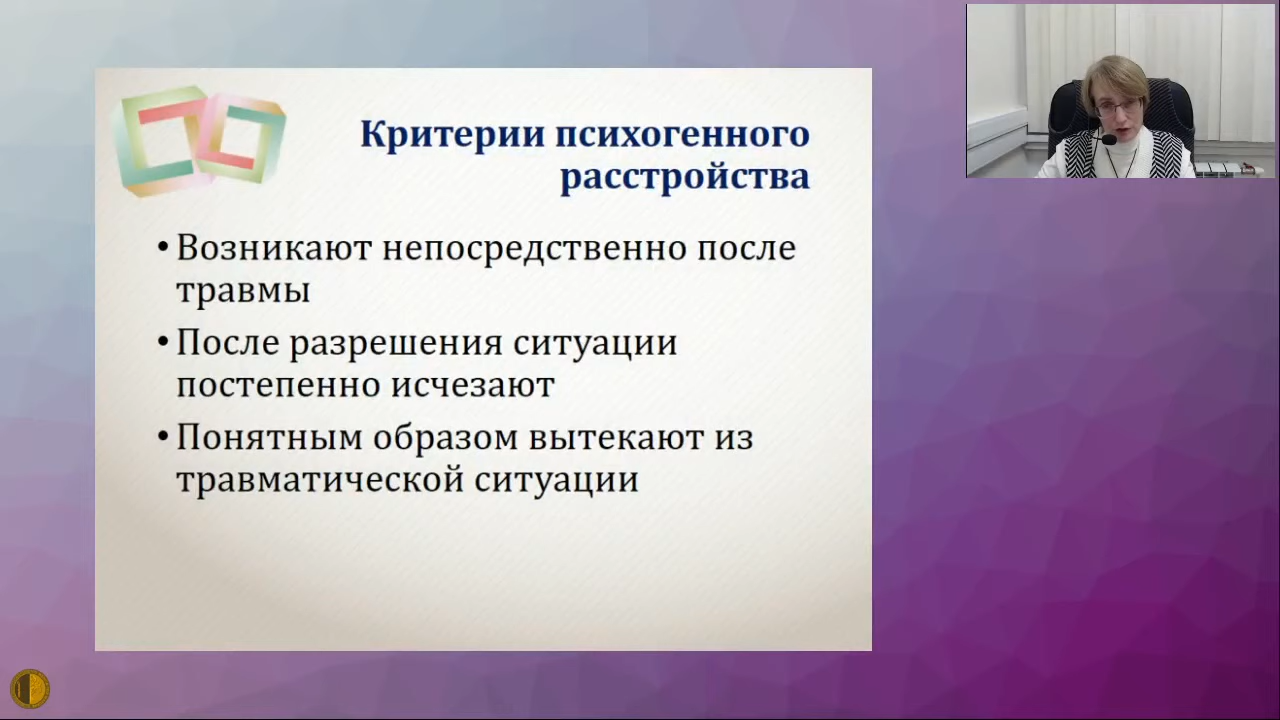 Критерии психогенного
расстройства
• Возникают непосредственно после
травмы
• После разрешения ситуации
постепенно исчезают
• Понятным образом вытекают из
травматической ситуации